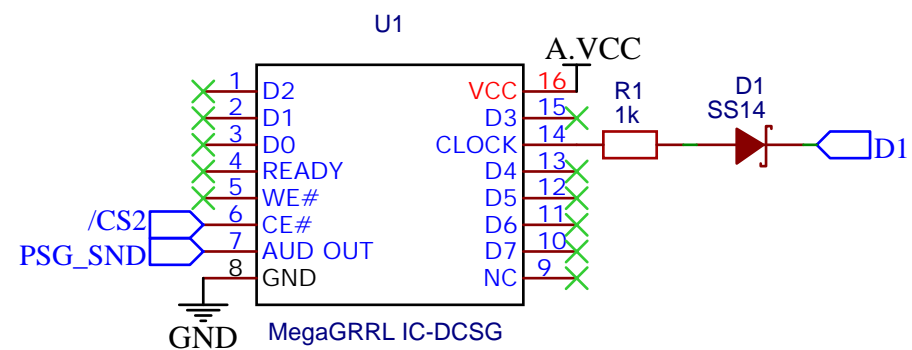 U1
A.VCC
1 D2 VCC 16
2 D1 D3 15
3 D0 CLOCK 14
4 READY D4 13
5 WE# D5 12
/CS2 6 CE# D6 11
PSG_SND 7 AUD OUT D7 10
8 GND NC 9
R1
1k
D1
SS14
D1
GND
MegaGRRL IC-DCSG